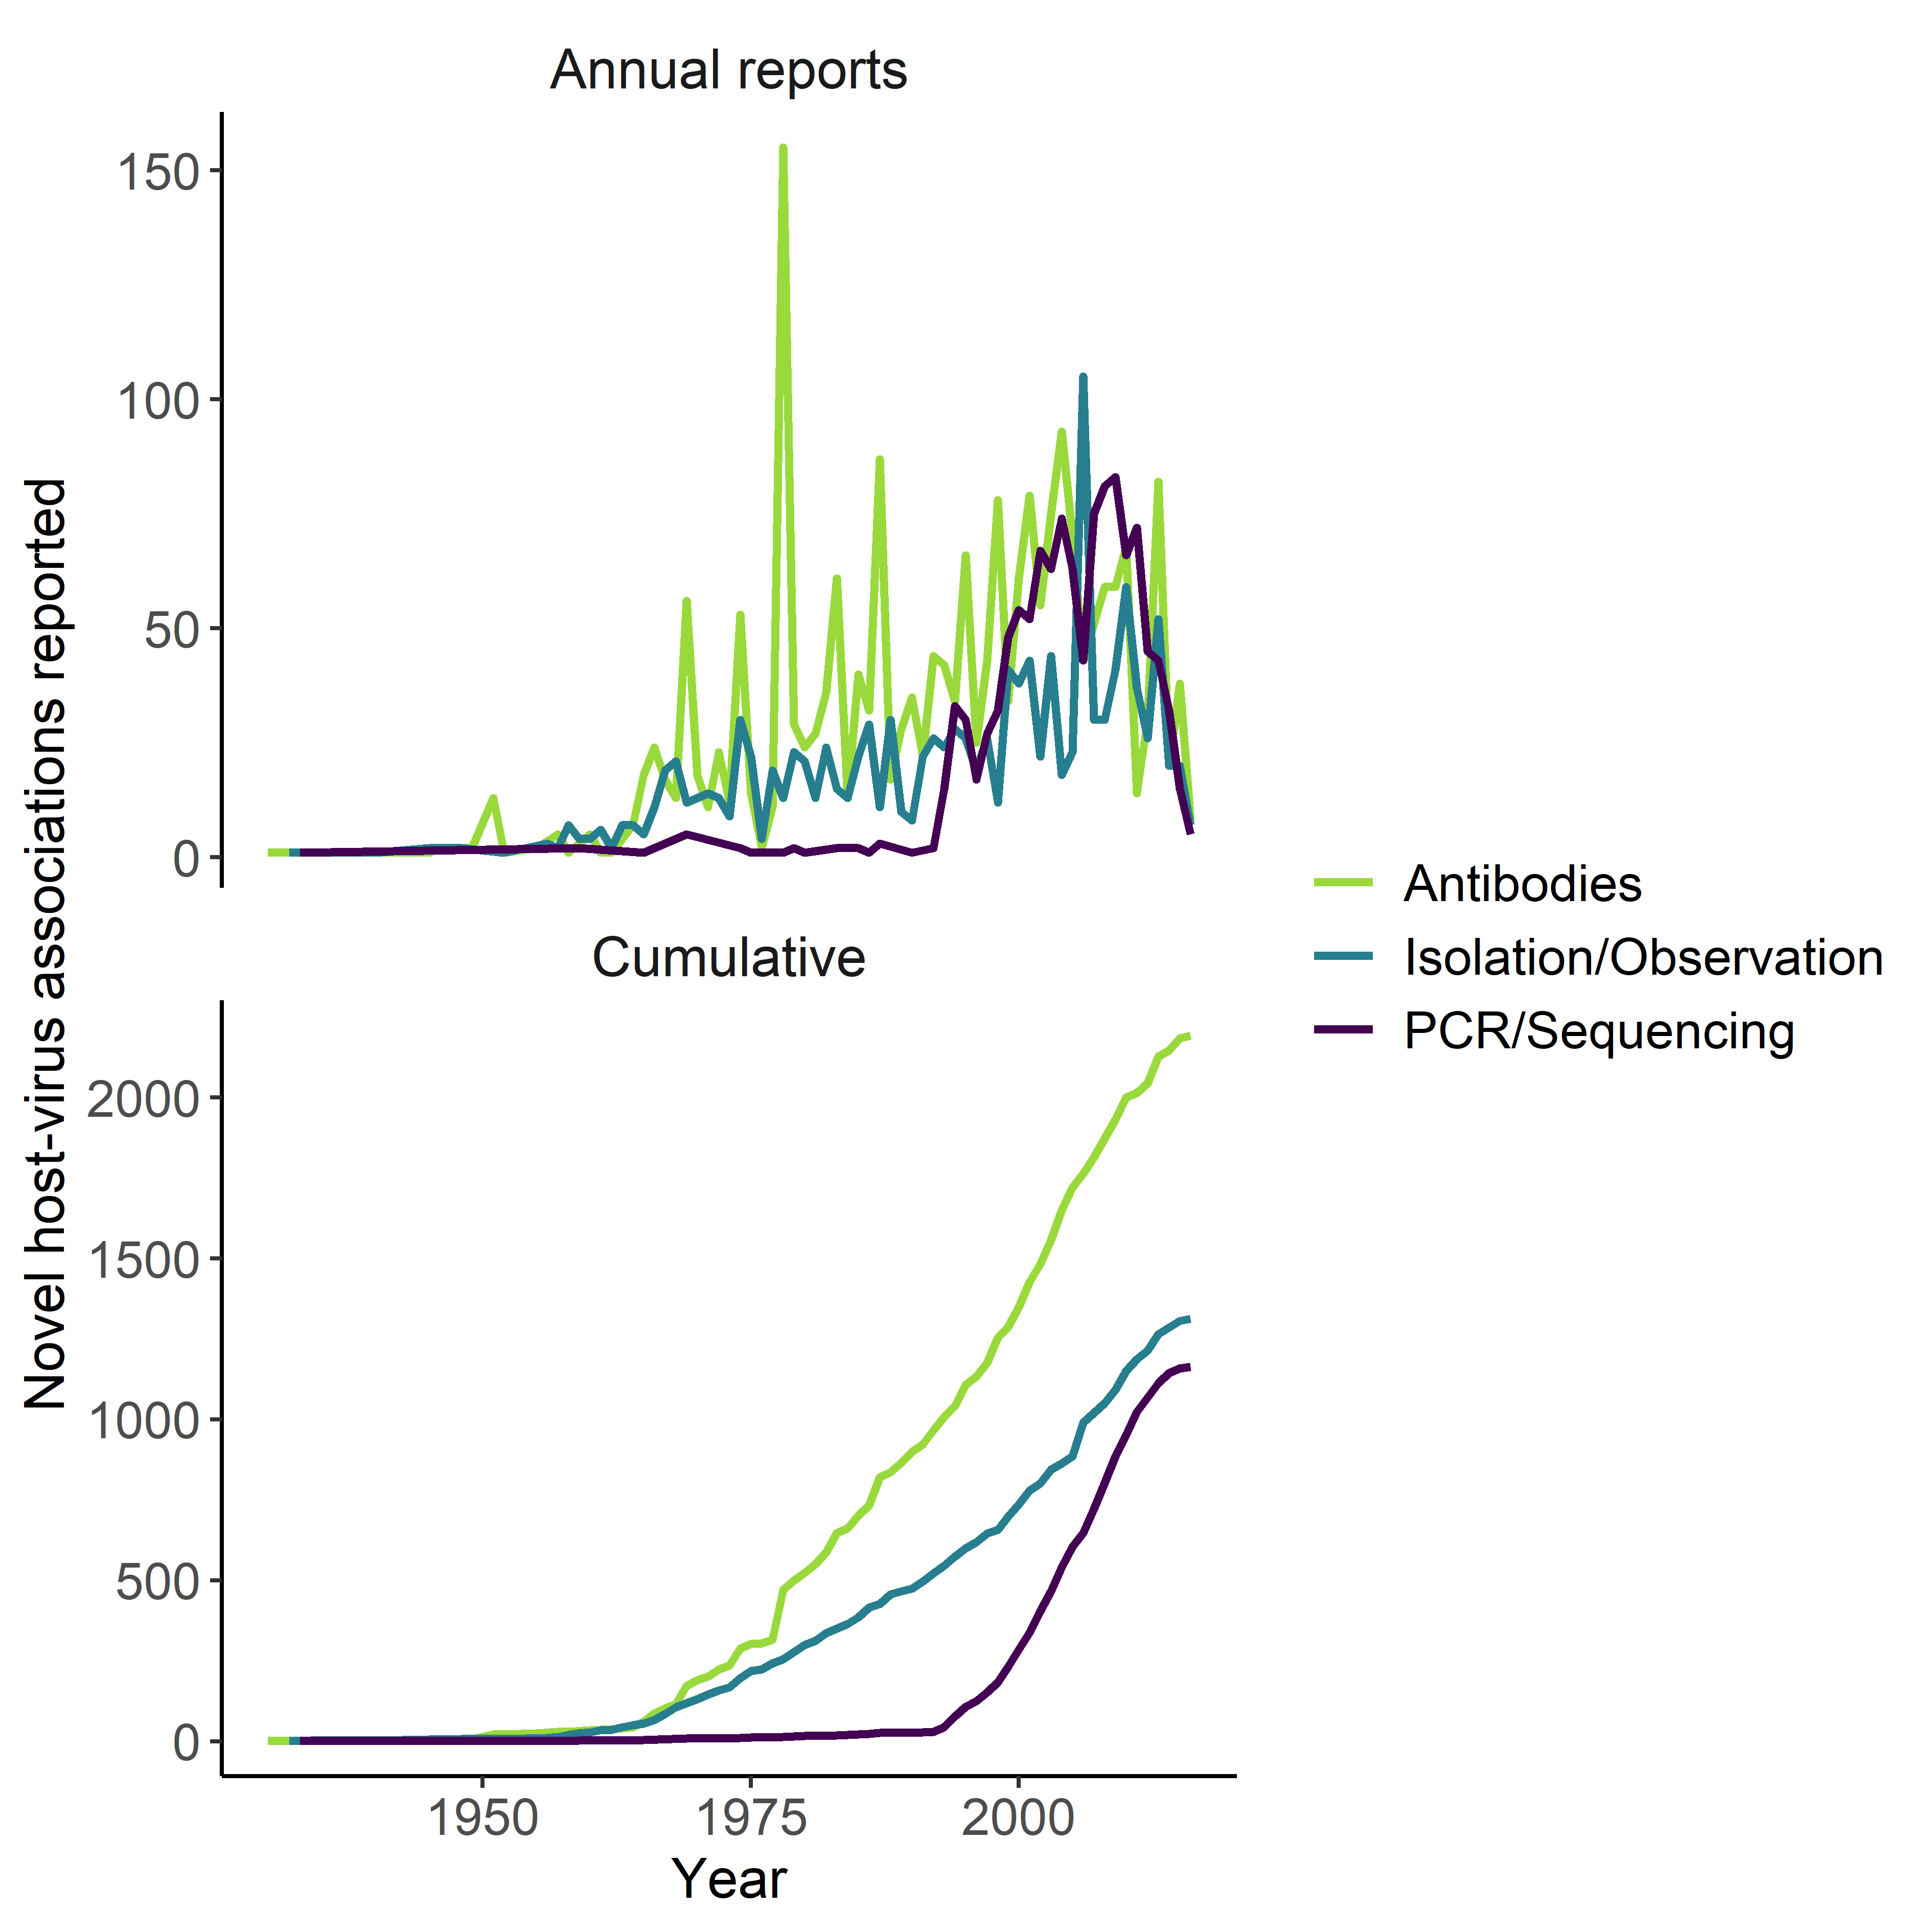 Annual reports
150
100
50
0
Novel host-virus associations reported
Antibodies
Isolation/Observation
PCR/Sequencing
Cumulative
2000
1500
1000
500
0
1950 1975 2000
Year